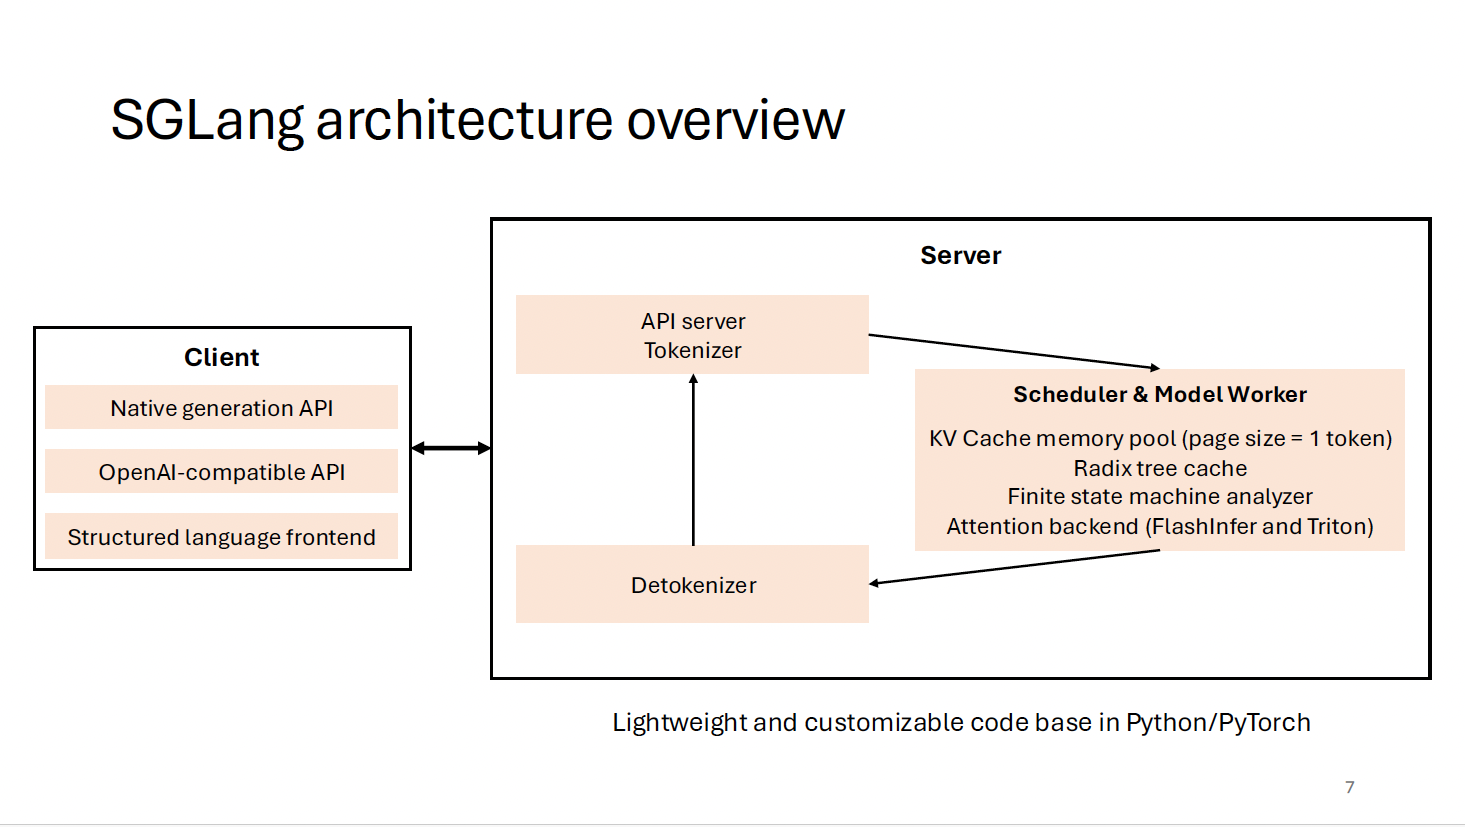 SGLang architecture overview
Client
Native generation API
OpenAI-compatible API
Structured language frontend
Server
API server
Tokenizer
Scheduler & Model Worker
KV Cache memory pool (page size = 1 token)
Radix tree cache
Finite state machine analyzer
Attention backend (FlashInfer and Triton)
Detokenizer
Lightweight and customizable code base in Python/PyTorch
7